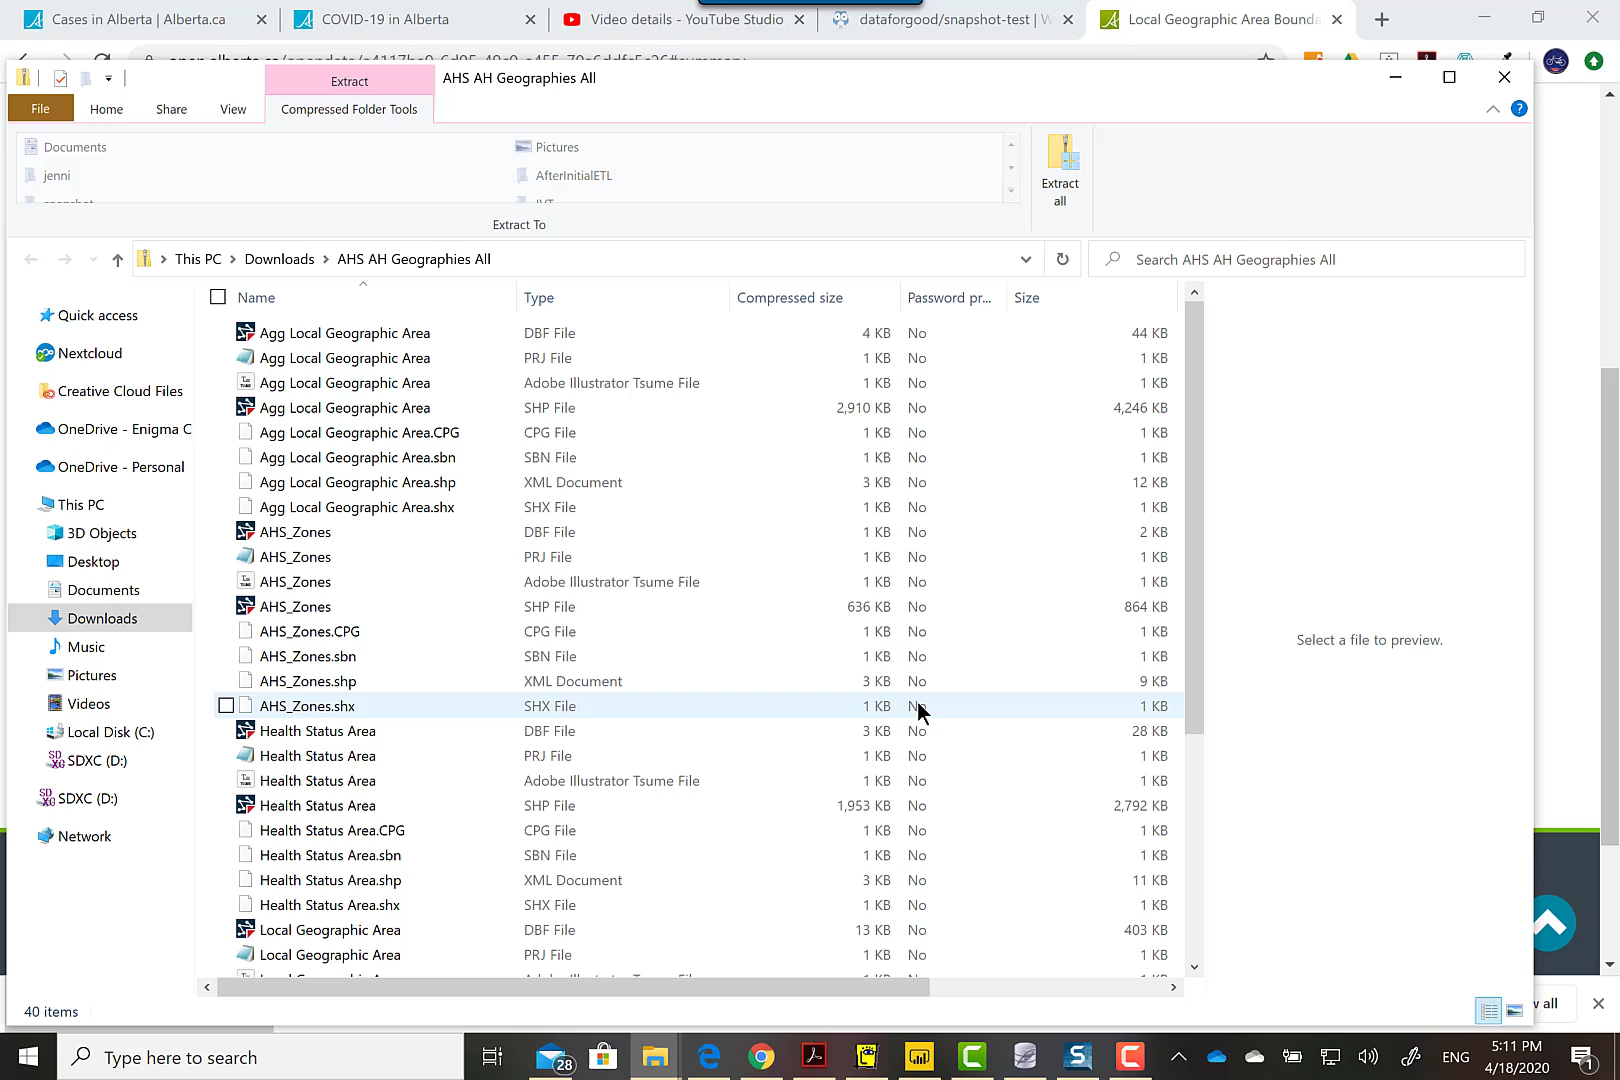 Cases in Alberta | Alberta.ca
COVID-19 in Alberta
Video details - YouTube Studio
dataforgood/snapshot-test | W
Local Geographic Area Bounda
Extract
AHS AH Geographies All
File
Home
Share
View
Compressed Folder Tools
Documents
Pictures
jenni
AfterInitialETL
Extract all
Extract To
This PC > Downloads > AHS AH Geographies All
Search AHS AH Geographies All
Name Type Compressed size Password pr... Size
Agg Local Geographic Area DBF File 4 KB No 44 KB
Agg Local Geographic Area PRJ File 1 KB No 1 KB
Agg Local Geographic Area Adobe Illustrator Tsume File 1 KB No 1 KB
Agg Local Geographic Area SHP File 2,910 KB No 4,246 KB
Agg Local Geographic Area.CPG CPG File 1 KB No 1 KB
Agg Local Geographic Area.sbn SBN File 1 KB No 1 KB
Agg Local Geographic Area.shp XML Document 3 KB No 12 KB
Agg Local Geographic Area.shx SHX File 1 KB No 1 KB
AHS_Zones DBF File 1 KB No 2 KB
AHS_Zones PRJ File 1 KB No 1 KB
AHS_Zones Adobe Illustrator Tsume File 1 KB No 1 KB
AHS_Zones SHP File 636 KB No 864 KB
AHS_Zones.CPG CPG File 1 KB No 1 KB
AHS_Zones.sbn SBN File 1 KB No 1 KB
AHS_Zones.shp XML Document 3 KB No 9 KB
AHS_Zones.shx SHX File 1 KB No 1 KB
Health Status Area DBF File 3 KB No 28 KB
Health Status Area PRJ File 1 KB No 1 KB
Health Status Area Adobe Illustrator Tsume File 1 KB No 1 KB
Health Status Area SHP File 1,953 KB No 2,792 KB
Health Status Area.CPG CPG File 1 KB No 1 KB
Health Status Area.sbn SBN File 1 KB No 1 KB
Health Status Area.shp XML Document 3 KB No 11 KB
Health Status Area.shx SHX File 1 KB No 1 KB
Local Geographic Area DBF File 13 KB No 403 KB
Local Geographic Area PRJ File 1 KB No 1 KB
Quick access
Nextcloud
Creative Cloud Files
OneDrive - Enigma C
OneDrive - Personal
This PC
3D Objects
Desktop
Documents
Downloads
Music
Pictures
Videos
Local Disk (C:)
SDXC (D:)
SDXC (D:)
Network
Select a file to preview.
40 items
w all
Type here to search
28
ENG
5:11 PM
4/18/2020
1